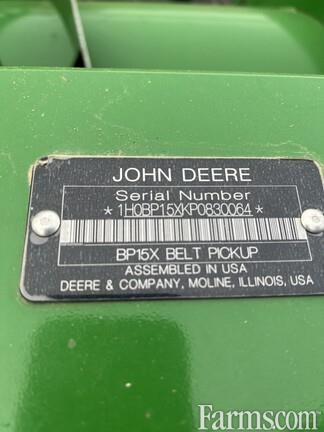 JOHN DEERE
Serial Number
*1H0BP15XKP0830064*
BP15X BELT PICKUP
ASSEMBLED IN USA
DEERE & COMPANY, MOLINE, ILLINOIS, USA
Farms.com®